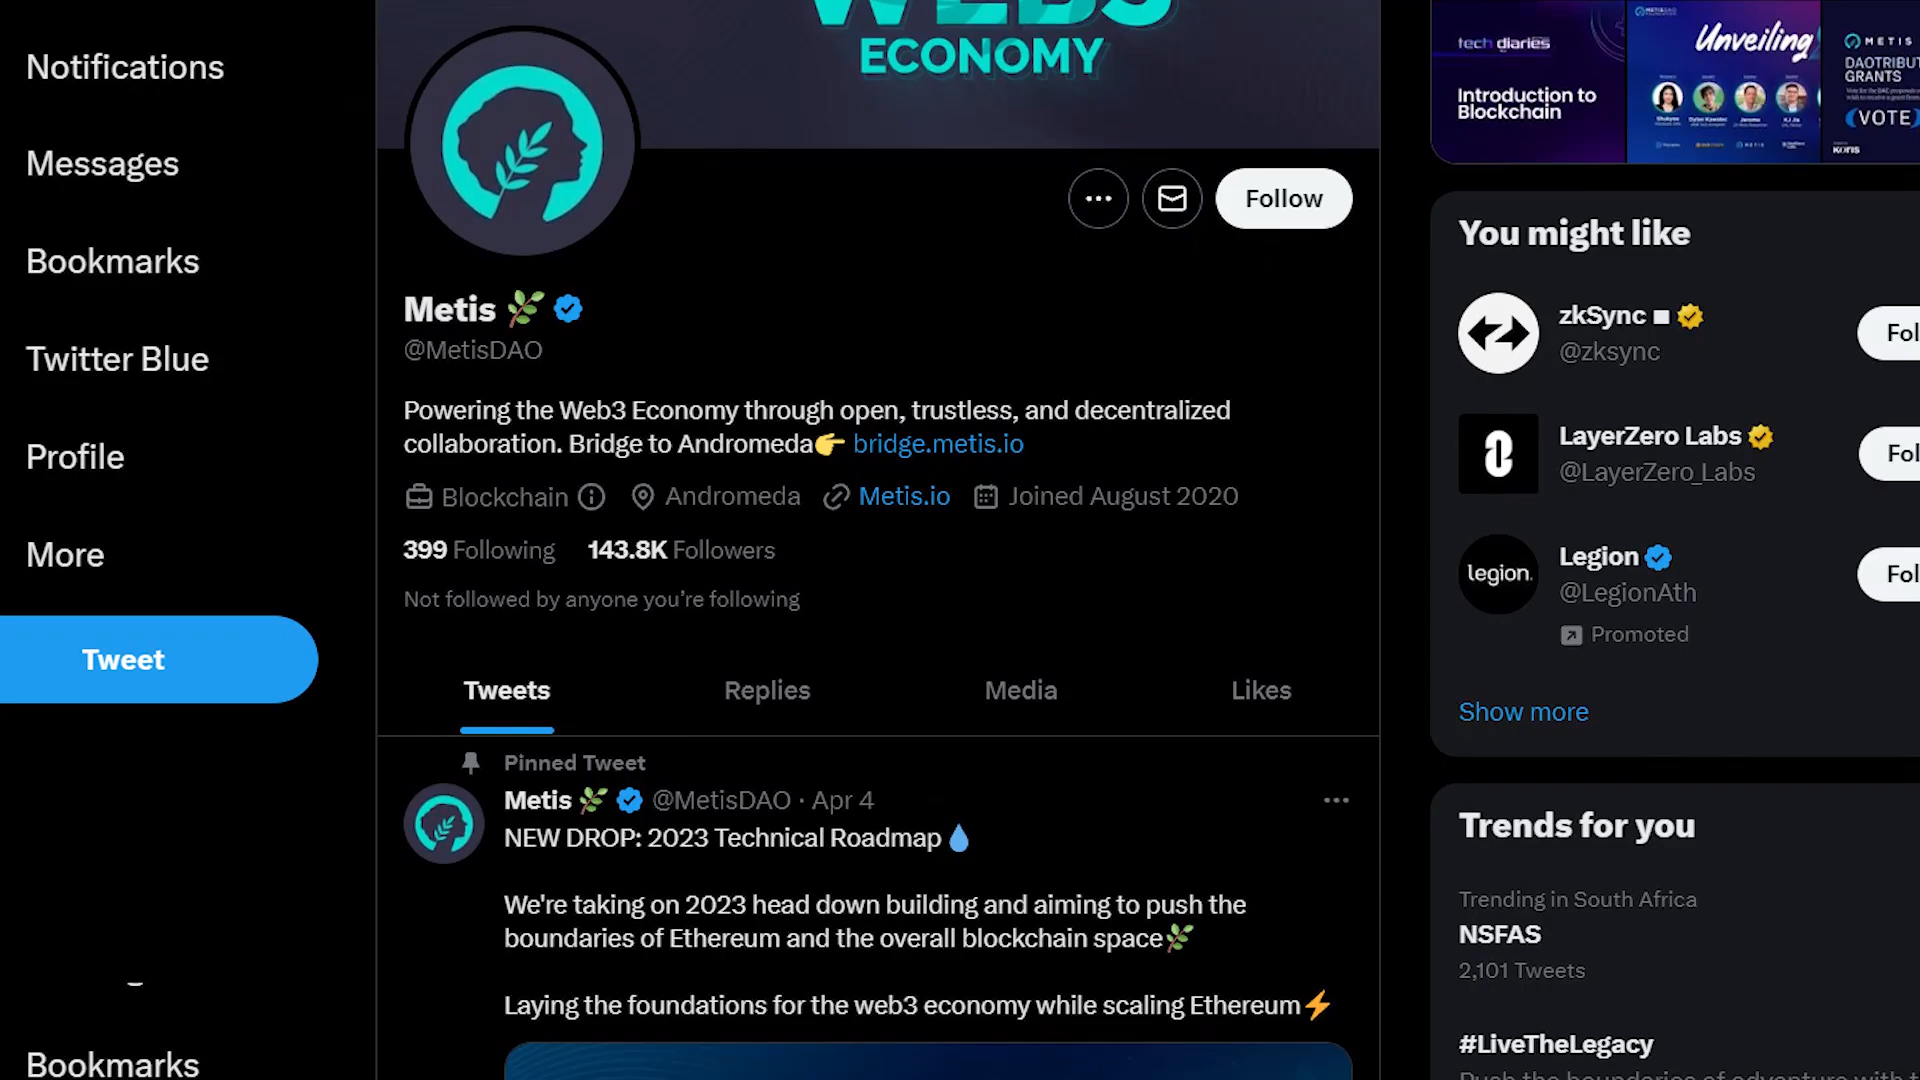 Notifications
Messages
Bookmarks
Twitter Blue
Profile
More
Tweet
Bookmarks
WEB3
ECONOMY
Follow
Metis 🌿
@MetisDAO
Powering the Web3 Economy through open, trustless, and decentralized
collaboration. Bridge to Andromeda👉 bridge.metis.io
Blockchain Andromeda Metis.io Joined August 2020
399 Following 143.8K Followers
Not followed by anyone you're following
Tweets Replies Media Likes
Pinned Tweet
Metis 🌿 @MetisDAO · Apr 4
NEW DROP: 2023 Technical Roadmap 💧
We're taking on 2023 head down building and aiming to push the
boundaries of Ethereum and the overall blockchain space🌿
Laying the foundations for the web3 economy while scaling Ethereum⚡
tech diaries
Introduction to
Blockchain
Unveiling
METIS
DAOTRIBUT
GRANTS
VOTE
You might like
zkSync
@zksync
Fol
LayerZero Labs
@LayerZero_Labs
Fol
legion.
Legion
@LegionAth
Fol
Promoted
Show more
Trends for you
Trending in South Africa
NSFAS
2,101 Tweets
#LiveTheLegacy
Push the boundaries of adventure with t